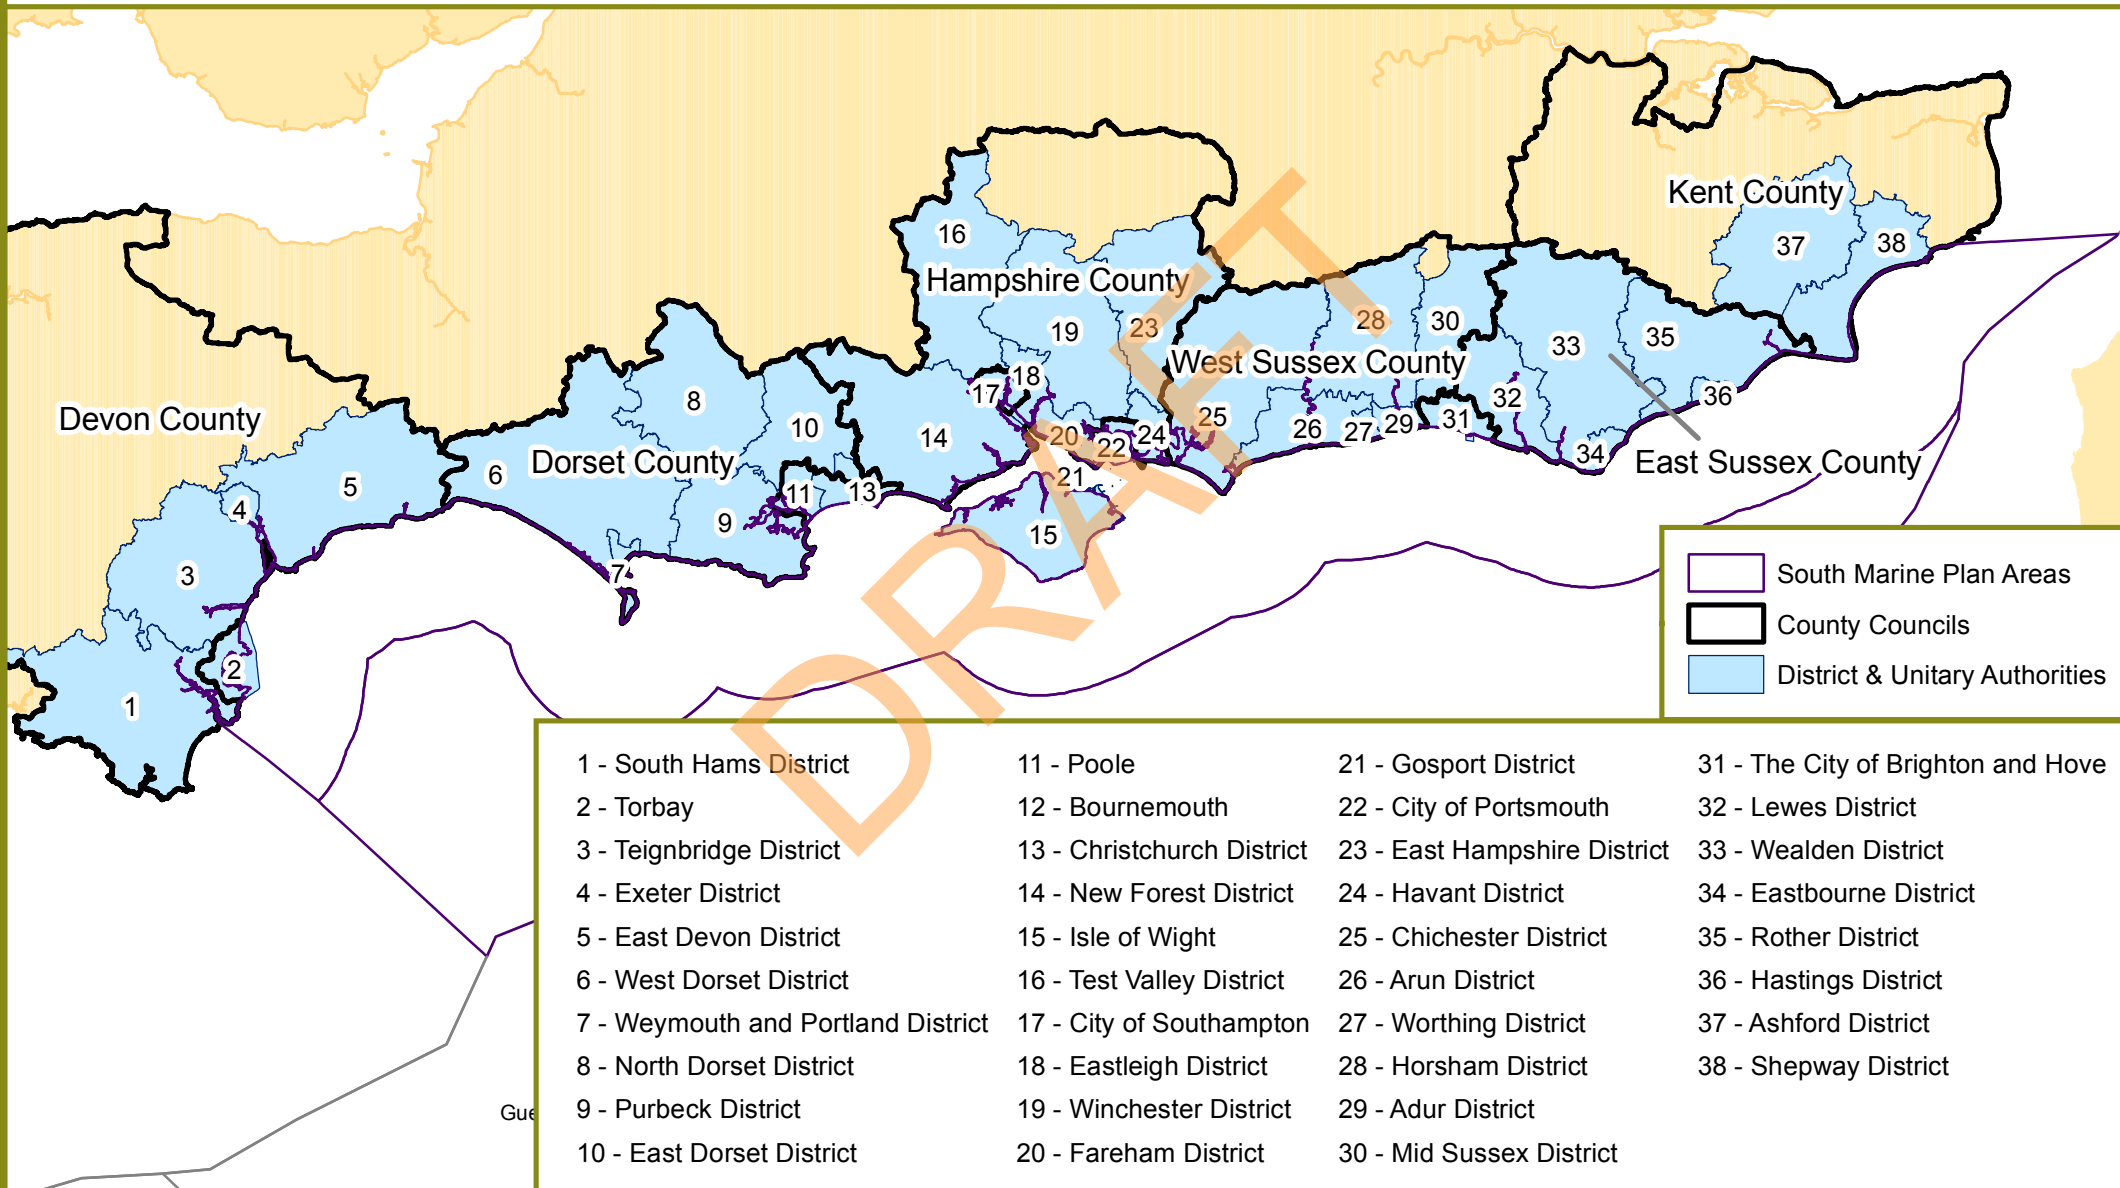 16
Kent County
37
38
Hampshire County
19
23
28
30
33
35
West Sussex County
18
17
36
8
32
Devon County
10
14
25
26
27
29
31
20
22
24
34
Dorset County
East Sussex County
6
5
21
11
13
4
9
15
3
7
2
1
DRAFT
South Marine Plan Areas
County Councils
District & Unitary Authorities
Gue
1 - South Hams District
2 - Torbay
3 - Teignbridge District
4 - Exeter District
5 - East Devon District
6 - West Dorset District
7 - Weymouth and Portland District
8 - North Dorset District
9 - Purbeck District
10 - East Dorset District
11 - Poole
12 - Bournemouth
13 - Christchurch District
14 - New Forest District
15 - Isle of Wight
16 - Test Valley District
17 - City of Southampton
18 - Eastleigh District
19 - Winchester District
20 - Fareham District
21 - Gosport District
22 - City of Portsmouth
23 - East Hampshire District
24 - Havant District
25 - Chichester District
26 - Arun District
27 - Worthing District
28 - Horsham District
29 - Adur District
30 - Mid Sussex District
31 - The City of Brighton and Hove
32 - Lewes District
33 - Wealden District
34 - Eastbourne District
35 - Rother District
36 - Hastings District
37 - Ashford District
38 - Shepway District